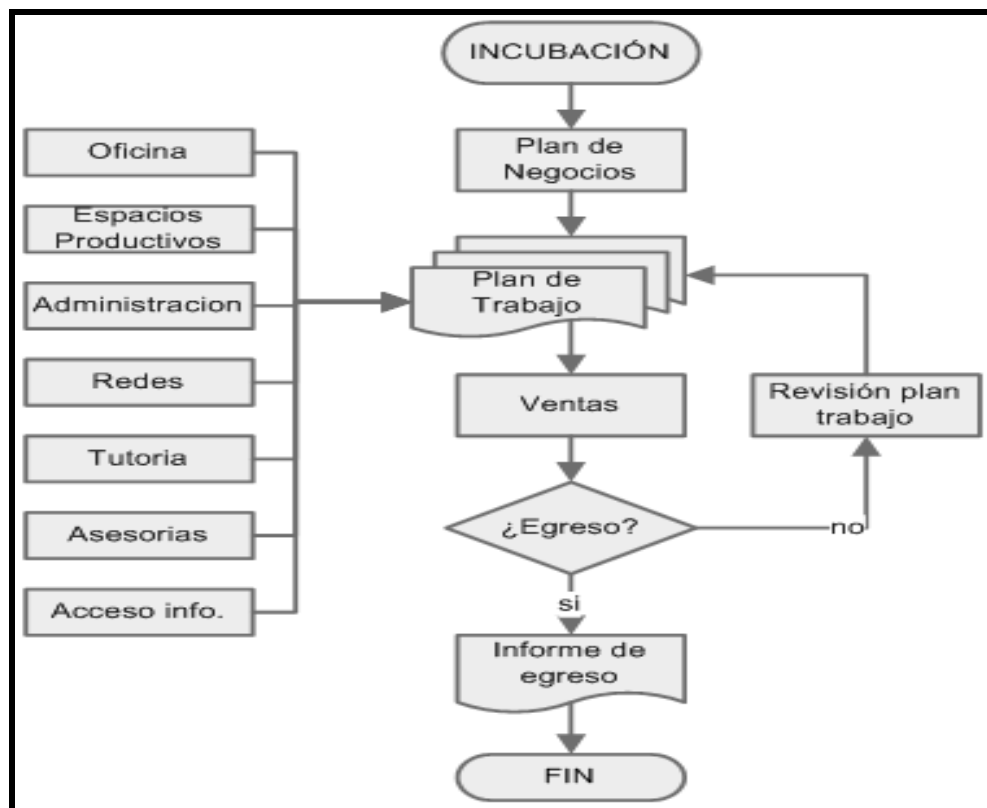 INCUBACIÓN
Plan de
Negocios
Oficina
Espacios
Productivos
Administracion
Redes
Tutoria
Asesorias
Acceso info.
Plan de
Trabajo
Ventas
Revisión plan
trabajo
¿Egreso?
no
si
Informe de
egreso
FIN